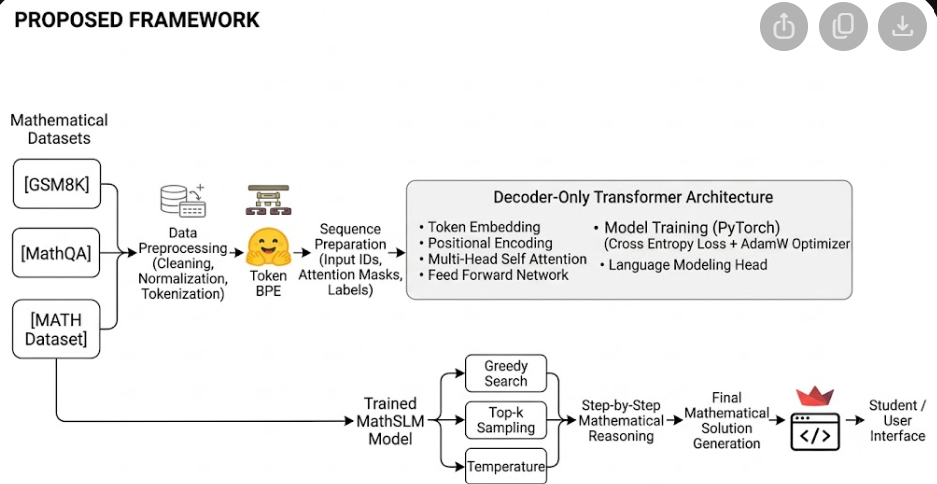 PROPOSED FRAMEWORK
Mathematical
Datasets
[GSM8K]
[MathQA]
[MATH
Dataset]
Data
Preprocessing
(Cleaning,
Normalization,
Tokenization)
Token
BPE
Sequence
Preparation
(Input IDs,
Attention Masks,
Labels)
Decoder-Only Transformer Architecture
• Token Embedding
• Positional Encoding
• Multi-Head Self Attention
• Feed Forward Network
• Model Training (PyTorch)
(Cross Entropy Loss + AdamW Optimizer
• Language Modeling Head
Trained
MathSLM
Model
Greedy
Search
Top-k
Sampling
Temperature
Step-by-Step
Mathematical
Reasoning
Final
Mathematical
Solution
Generation
</>
Student /
User
Interface